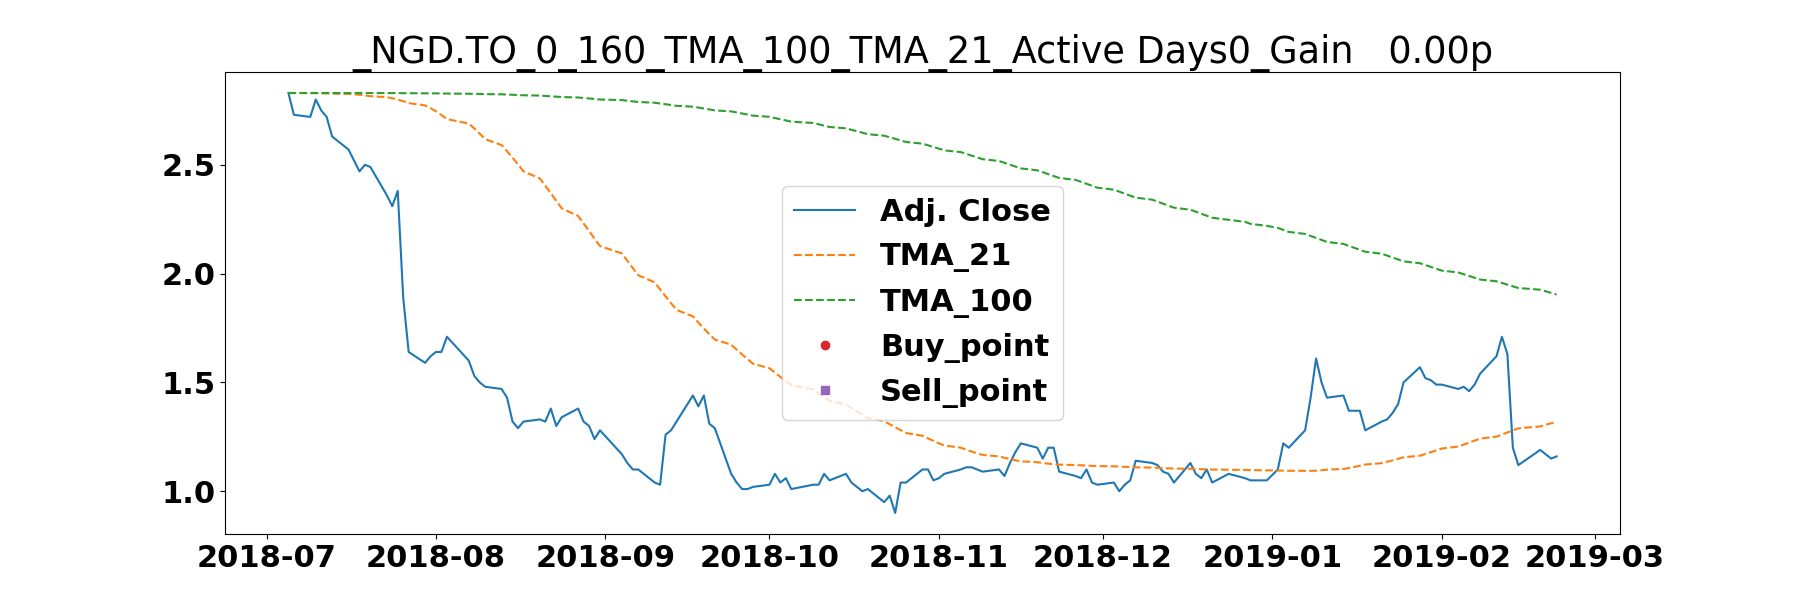 _NGD.TO_0_160_TMA_100_TMA_21_Active Days0_Gain   0.00p
2.5
2.0
1.5
1.0
Adj. Close
TMA_21
TMA_100
Buy_point
Sell_point
2018-07 2018-08 2018-09 2018-10 2018-11 2018-12 2019-01 2019-02 2019-03